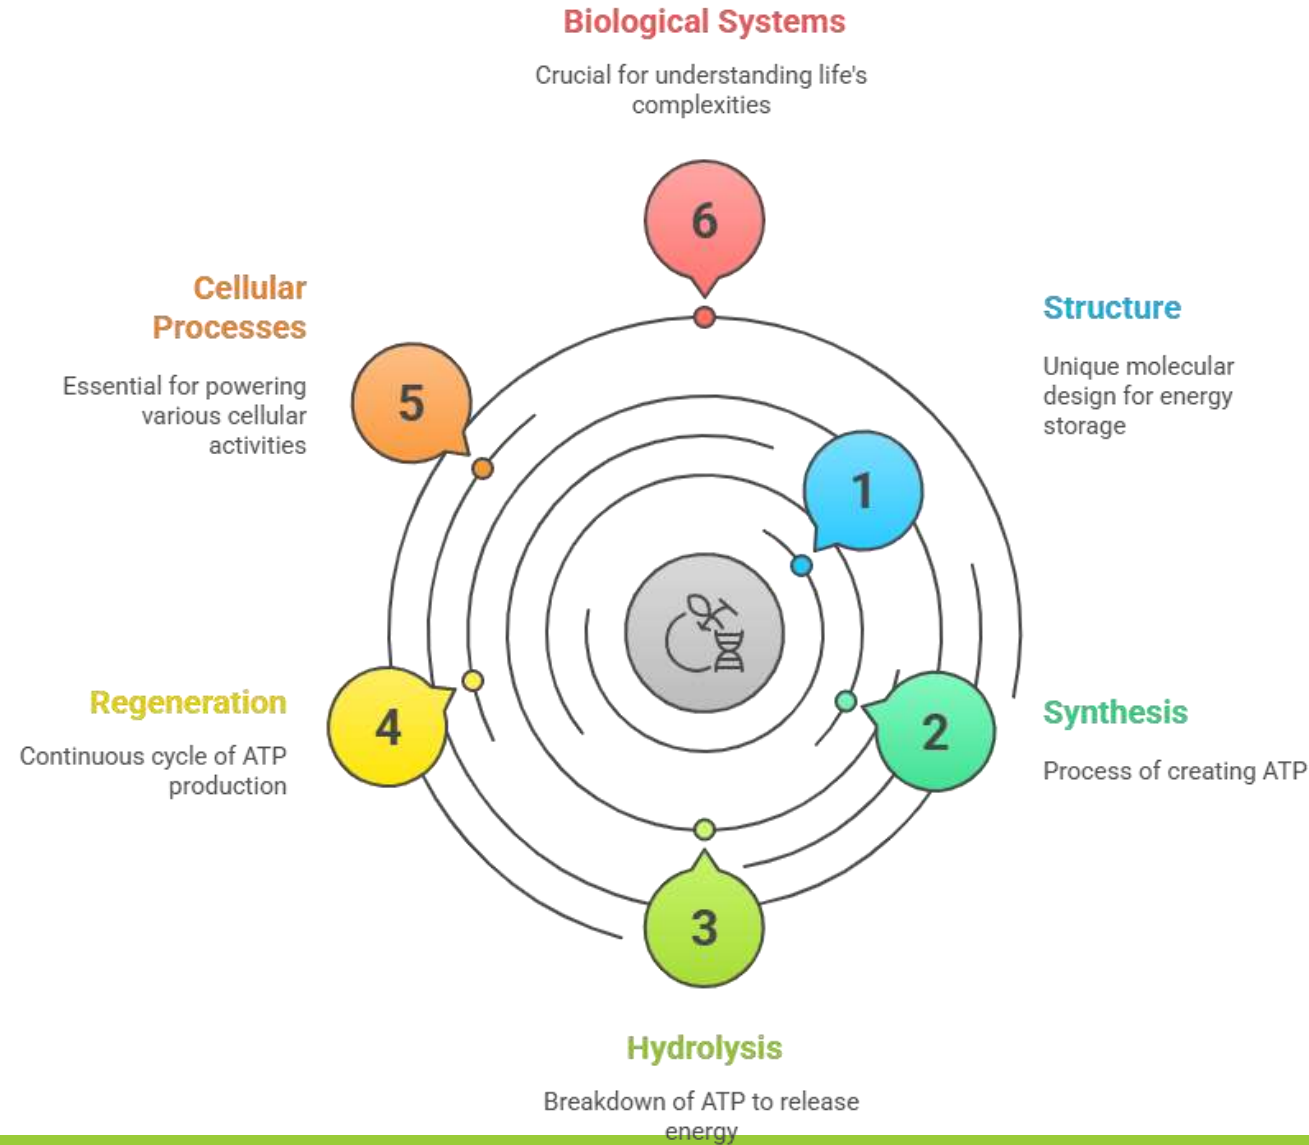 Biological Systems
Crucial for understanding life's
complexities
6
Cellular
Processes
Essential for powering
various cellular
activities
5
Structure
Unique molecular
design for energy
storage
1
Regeneration
Continuous cycle of ATP
production
4
Synthesis
Process of creating ATP
2
3
Hydrolysis
Breakdown of ATP to release
energy